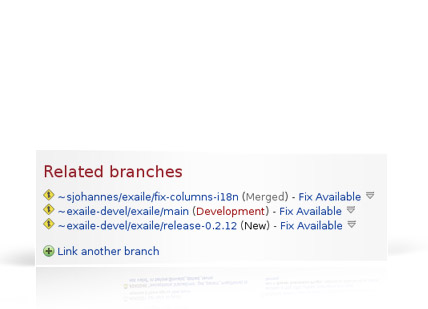 Related branches
~sjohannes/exaile/fix-columns-i18n (Merged) - Fix Available
~exaile-devel/exaile/main (Development) - Fix Available
~exaile-devel/exaile/release-0.2.12 (New) - Fix Available
Link another branch